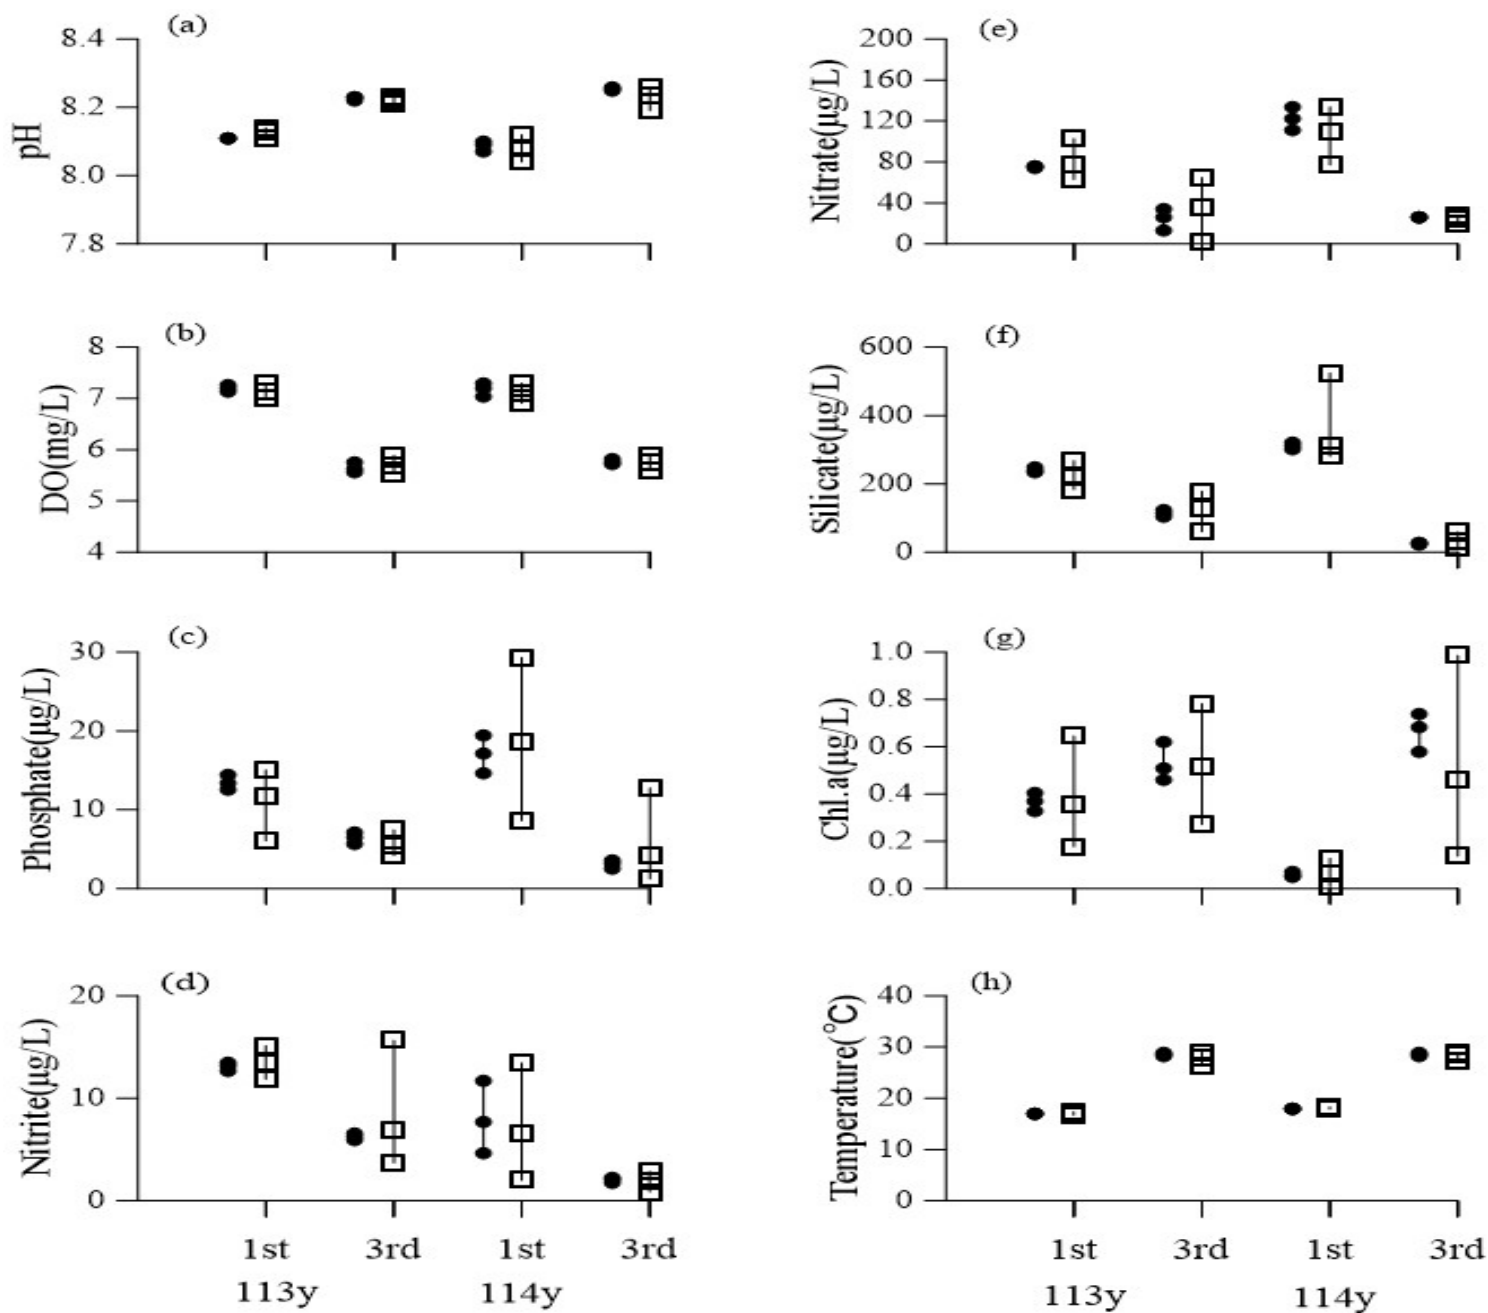 (a)
8.4
8.2
8.0
7.8
pH
(b)
8
7
6
5
4
DO(mg/L)
(c)
30
20
10
0
Phosphate(μg/L)
(d)
20
10
0
Nitrite(μg/L)
1st 3rd 1st 3rd
113y 114y
(e)
200
160
120
80
40
0
Nitrate(μg/L)
(f)
600
400
200
0
Silicate(μg/L)
(g)
1.0
0.8
0.6
0.4
0.2
0.0
Chl.a(μg/L)
(h)
40
30
20
10
0
Temperature(℃)
1st 3rd 1st 3rd
113y 114y